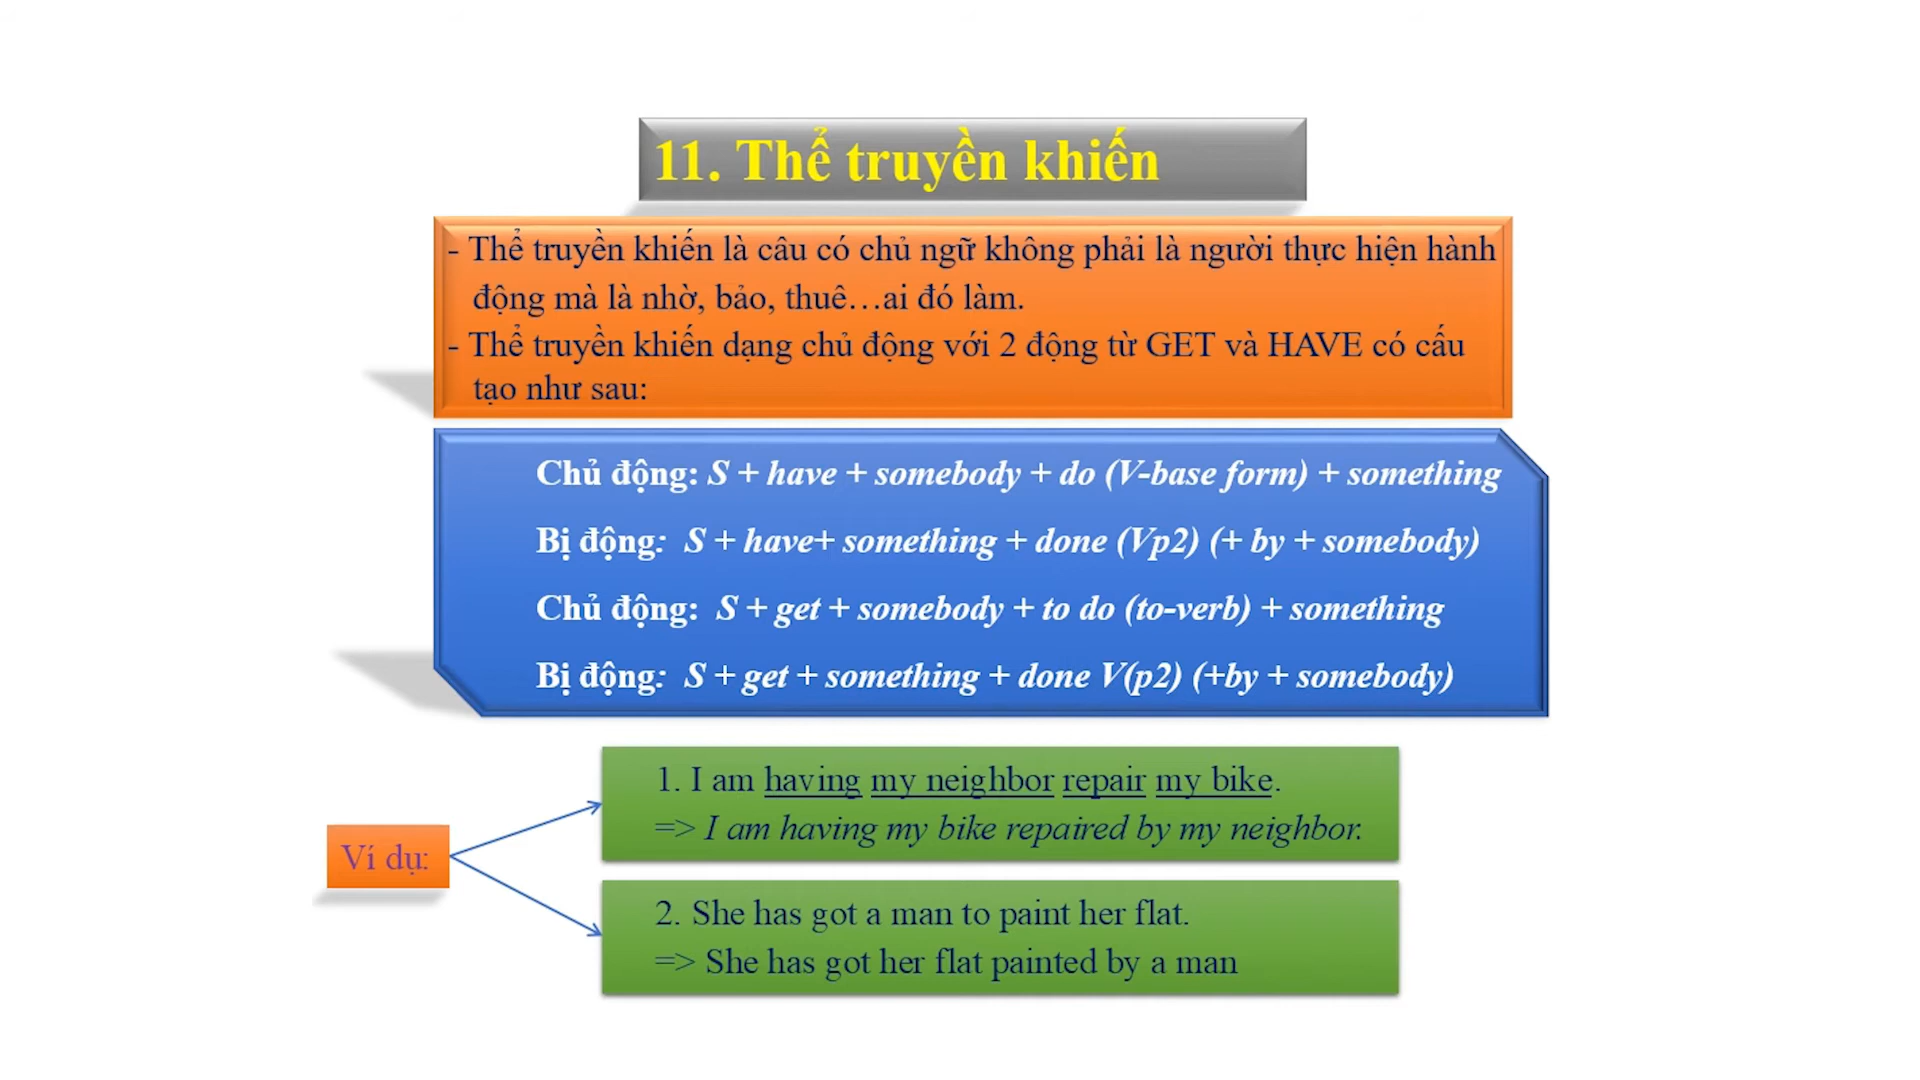 11. Thể truyền khiến
- Thể truyền khiến là câu có chủ ngữ không phải là người thực hiện hành
động mà là nhờ, bảo, thuê…ai đó làm.
- Thể truyền khiến dạng chủ động với 2 động từ GET và HAVE có cấu
tạo như sau:
Chủ động: S + have + somebody + do (V-base form) + something
Bị động: S + have+ something + done (Vp2) (+ by + somebody)
Chủ động: S + get + somebody + to do (to-verb) + something
Bị động: S + get + something + done V(p2) (+by + somebody)
Ví dụ:
1. I am having my neighbor repair my bike.
=> I am having my bike repaired by my neighbor.
2. She has got a man to paint her flat.
=> She has got her flat painted by a man